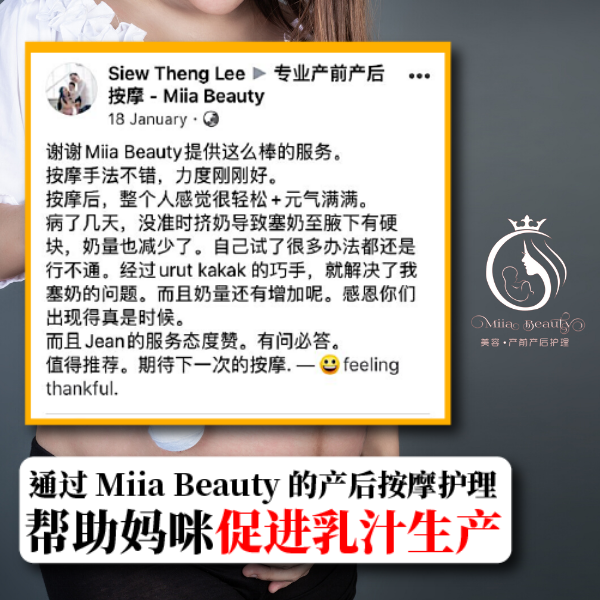 Siew Theng Lee ▶ 专业产前产后
按摩 - Miia Beauty
18 January ·
谢谢Miia Beauty提供这么棒的服务。
按摩手法不错，力度刚刚好。
按摩后，整个人感觉很轻松+元气满满。
病了几天，没准时挤奶导致塞奶至腋下有硬
块，奶量也减少了。自己试了很多办法都还是
行不通。经过urut kakak 的巧手，就解决了我
塞奶的问题。而且奶量还有增加呢。感恩你们
出现得真是时候。
而且Jean的服务态度赞。有问必答。
值得推荐。期待下一次的按摩. — 😀 feeling
thankful.
Miia Beauty
美容·产前产后护理
通过 Miia Beauty 的产后按摩护理
帮助妈咪促进乳汁生产